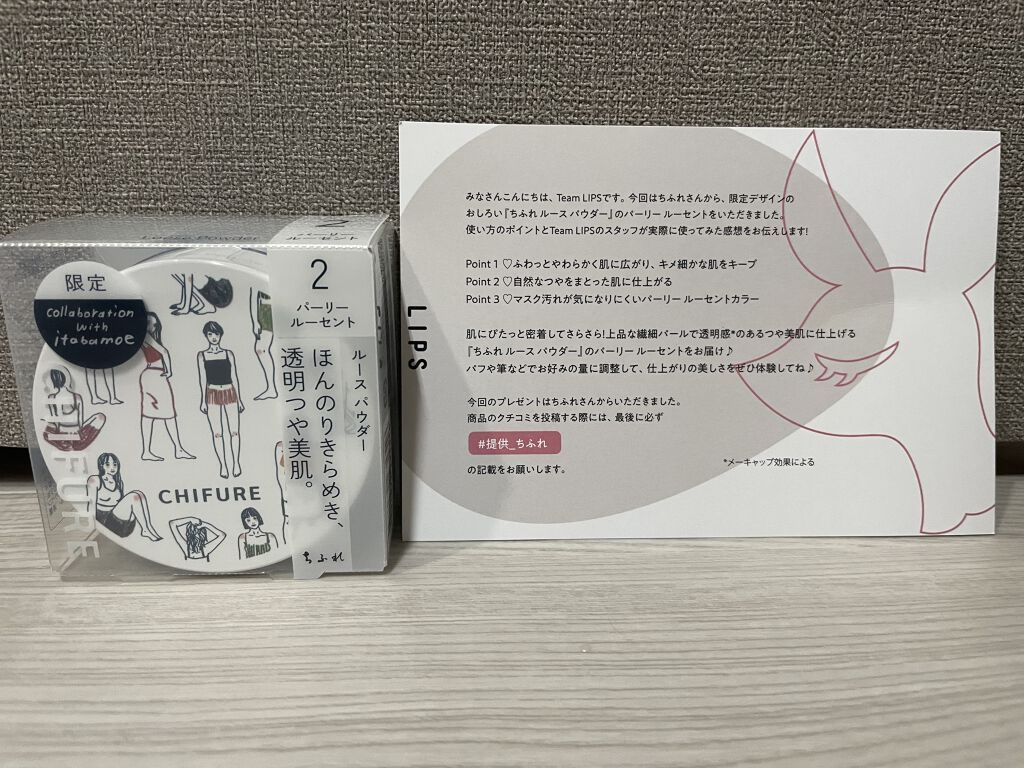 Loose Powder
限定
collaboration
with
itabamoe
CHIFURE
CHIFURE
2
パーリー
ルーセント
ルース パウダー
ほんのりきらめき、
透明つや美肌。
ちふれ
LIPS
みなさんこんにちは、Team LIPSです。今回はちふれさんから、限定デザインの
おしろい『ちふれ ルース パウダー』のパーリー ルーセントをいただきました。
使い方のポイントとTeam LIPSのスタッフが実際に使ってみた感想をお伝えします!
Point 1 ♡ふわっとやわらかく肌に広がり、キメ細かな肌をキープ
Point 2 ♡自然なつやをまとった肌に仕上がる
Point 3 ♡マスク汚れが気になりにくいパーリー ルーセントカラー
肌にぴたっと密着してさらさら!上品な繊細パールで透明感*のあるつや美肌に仕上げる
『ちふれ ルース パウダー』のパーリー ルーセントをお届け♪
パフや筆などでお好みの量に調整して、仕上がりの美しさをぜひ体験してね♪
今回のプレゼントはちふれさんからいただきました。
商品のクチコミを投稿する際には、最後に必ず
#提供_ちふれ
の記載をお願いします。
*メーキャップ効果による